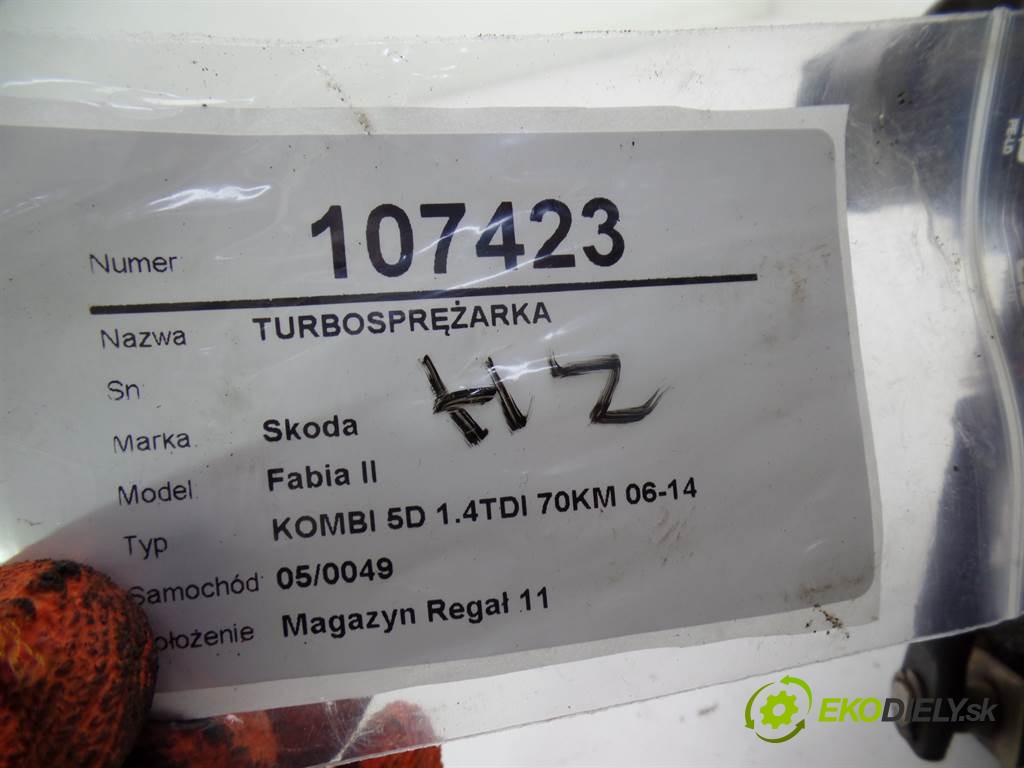 Numer 107423
Nazwa TURBOSPRĘŻARKA
Sn
HZ
Marka Skoda
Model Fabia II
Typ KOMBI 5D 1.4TDI 70KM 06-14
Samochód 05/0049
ołożenie Magazyn Regał 11
EKODIELY.sk